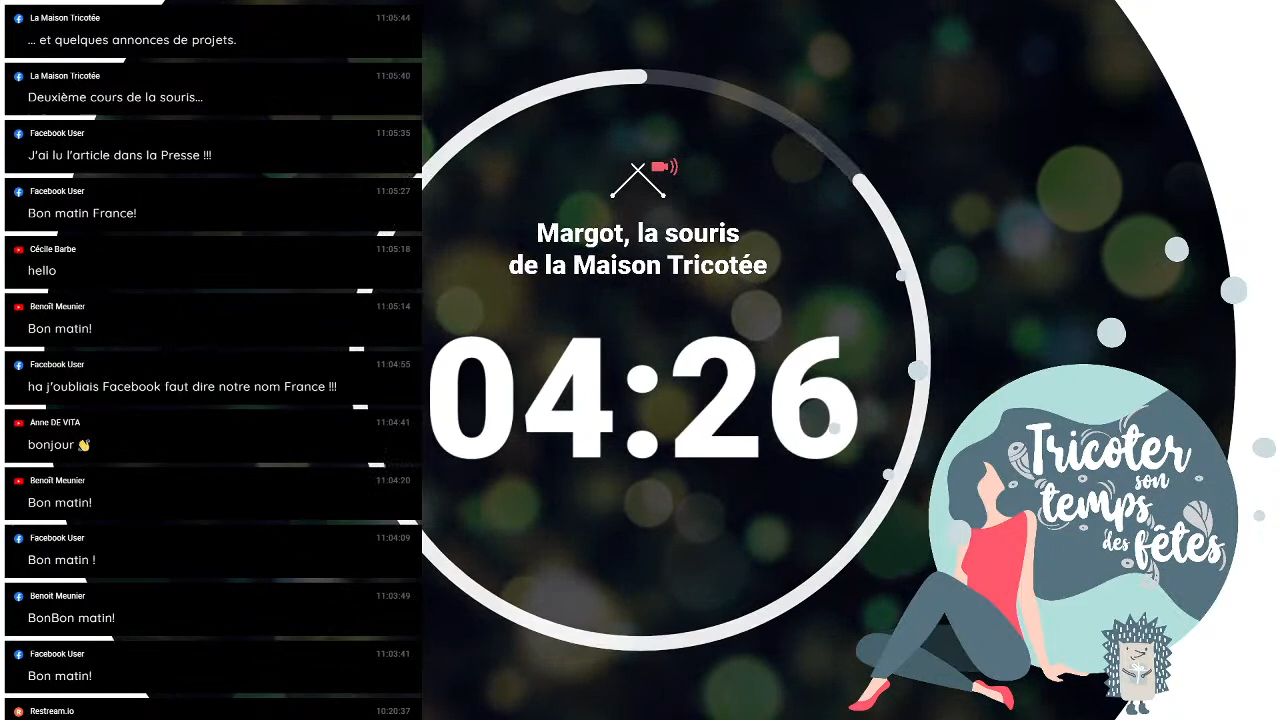 La Maison Tricotée 11:05:44
... et quelques annonces de projets.
La Maison Tricotée 11:05:40
Deuxième cours de la souris...
Facebook User 11:05:35
J'ai lu l'article dans la Presse !!!
Facebook User 11:05:27
Bon matin France!
Cécile Barbe 11:05:18
hello
Benoît Meunier 11:05:14
Bon matin!
Facebook User 11:04:55
ha j'oubliais Facebook faut dire notre nom France !!!
Anne DE VITA 11:04:41
bonjour 👋
Benoît Meunier 11:04:20
Bon matin!
Facebook User 11:04:09
Bon matin !
Benoit Meunier 11:03:49
BonBon matin!
Facebook User 11:03:41
Bon matin!
Restream.io 10:20:37
Margot, la souris
de la Maison Tricotée
04:26
Tricoter
son
temps
des fêtes